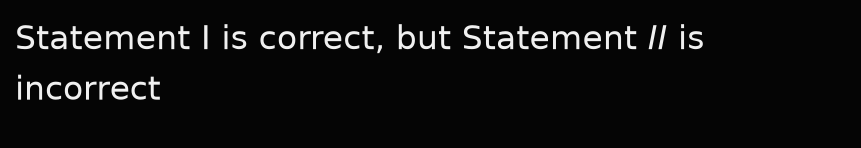 Statement I is correct, but Statement II is
incorrect